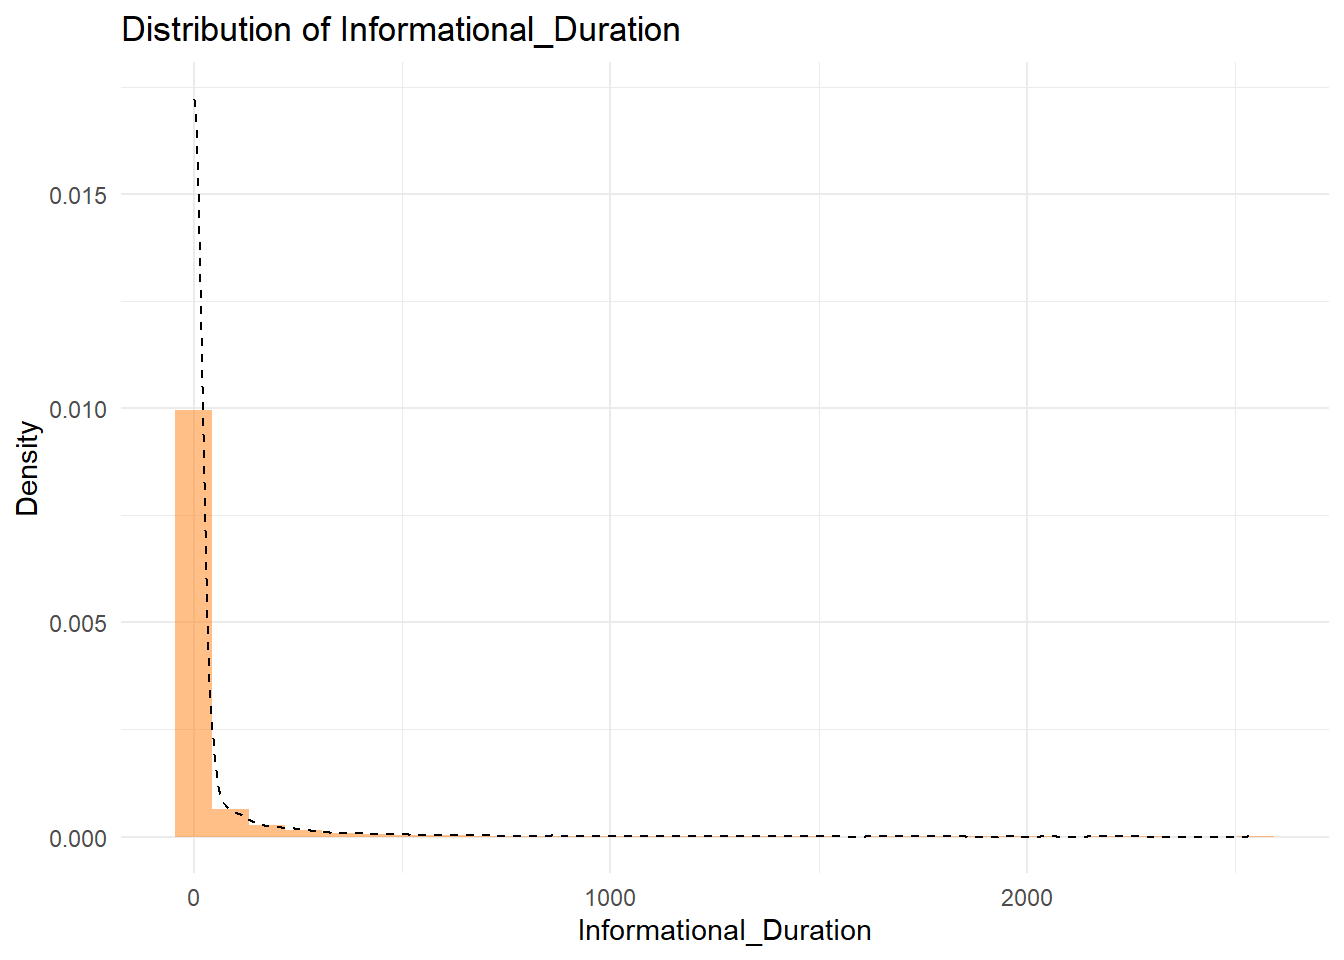 Distribution of Informational_Duration
Density
0.015
0.010
0.005
0.000
0 1000 2000
Informational_Duration